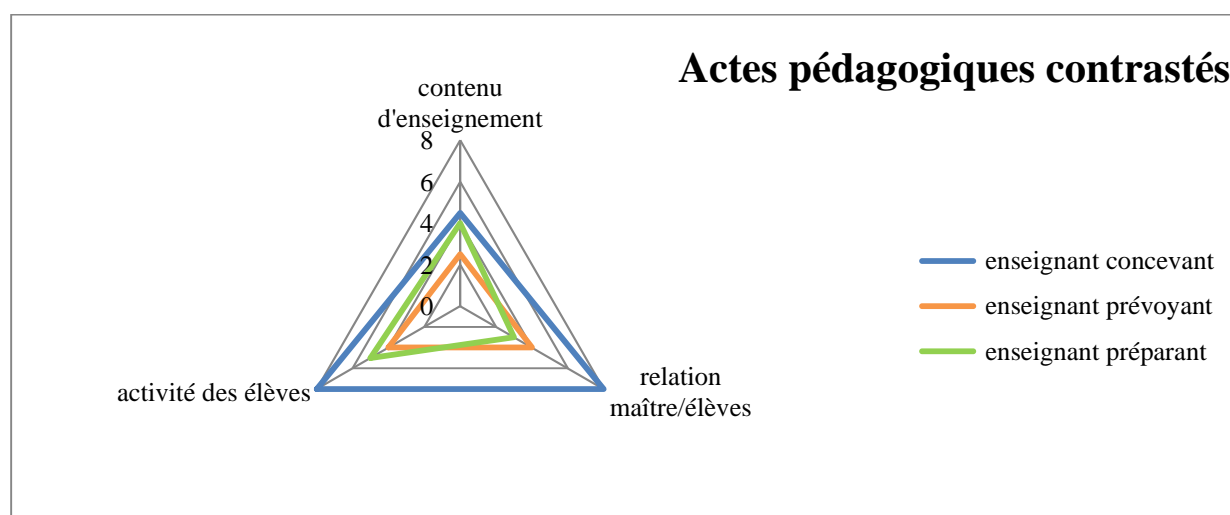 Actes pédagogiques contrastés
contenu
d'enseignement
8
6
4
2
0
activité des élèves
relation
maître/élèves
enseignant concevant
enseignant prévoyant
enseignant préparant